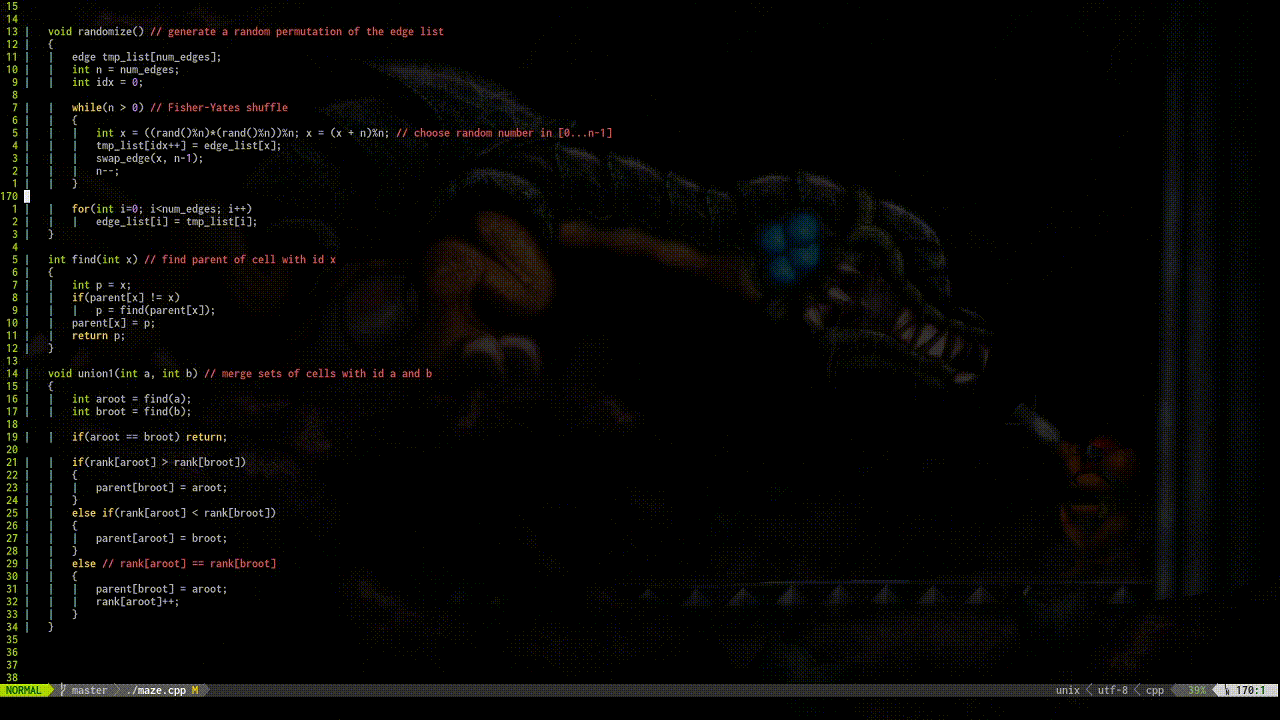 15
14
13 | void randomize() // generate a random permutation of the edge list
12 | {
11 | | edge tmp_list[num_edges];
10 | | int n = num_edges;
9 | | int idx = 0;
8
7 | | while(n > 0) // Fisher-Yates shuffle
6 | | {
5 | | | int x = ((rand()%n)*(rand()%n))%n; x = (x + n)%n; // choose random number in [0...n-1]
4 | | | tmp_list[idx++] = edge_list[x];
3 | | | swap_edge(x, n-1);
2 | | | n--;
1 | | }
170
1 | | for(int i=0; i<num_edges; i++)
2 | | | edge_list[i] = tmp_list[i];
3 | }
4
5 | int find(int x) // find parent of cell with id x
6 | {
7 | | int p = x;
8 | | if(parent[x] != x)
9 | | | p = find(parent[x]);
10 | | parent[x] = p;
11 | | return p;
12 | }
13
14 | void union1(int a, int b) // merge sets of cells with id a and b
15 | {
16 | | int aroot = find(a);
17 | | int broot = find(b);
18
19 | | if(aroot == broot) return;
20
21 | | if(rank[aroot] > rank[broot])
22 | | {
23 | | | parent[broot] = aroot;
24 | | }
25 | | else if(rank[aroot] < rank[broot])
26 | | {
27 | | | parent[aroot] = broot;
28 | | }
29 | | else // rank[aroot] == rank[broot]
30 | | {
31 | | | parent[broot] = aroot;
32 | | | rank[aroot]++;
33 | | }
34 | }
35
36
37
38
NORMAL master ./maze.cpp M unix utf-8 cpp 39% 170:1